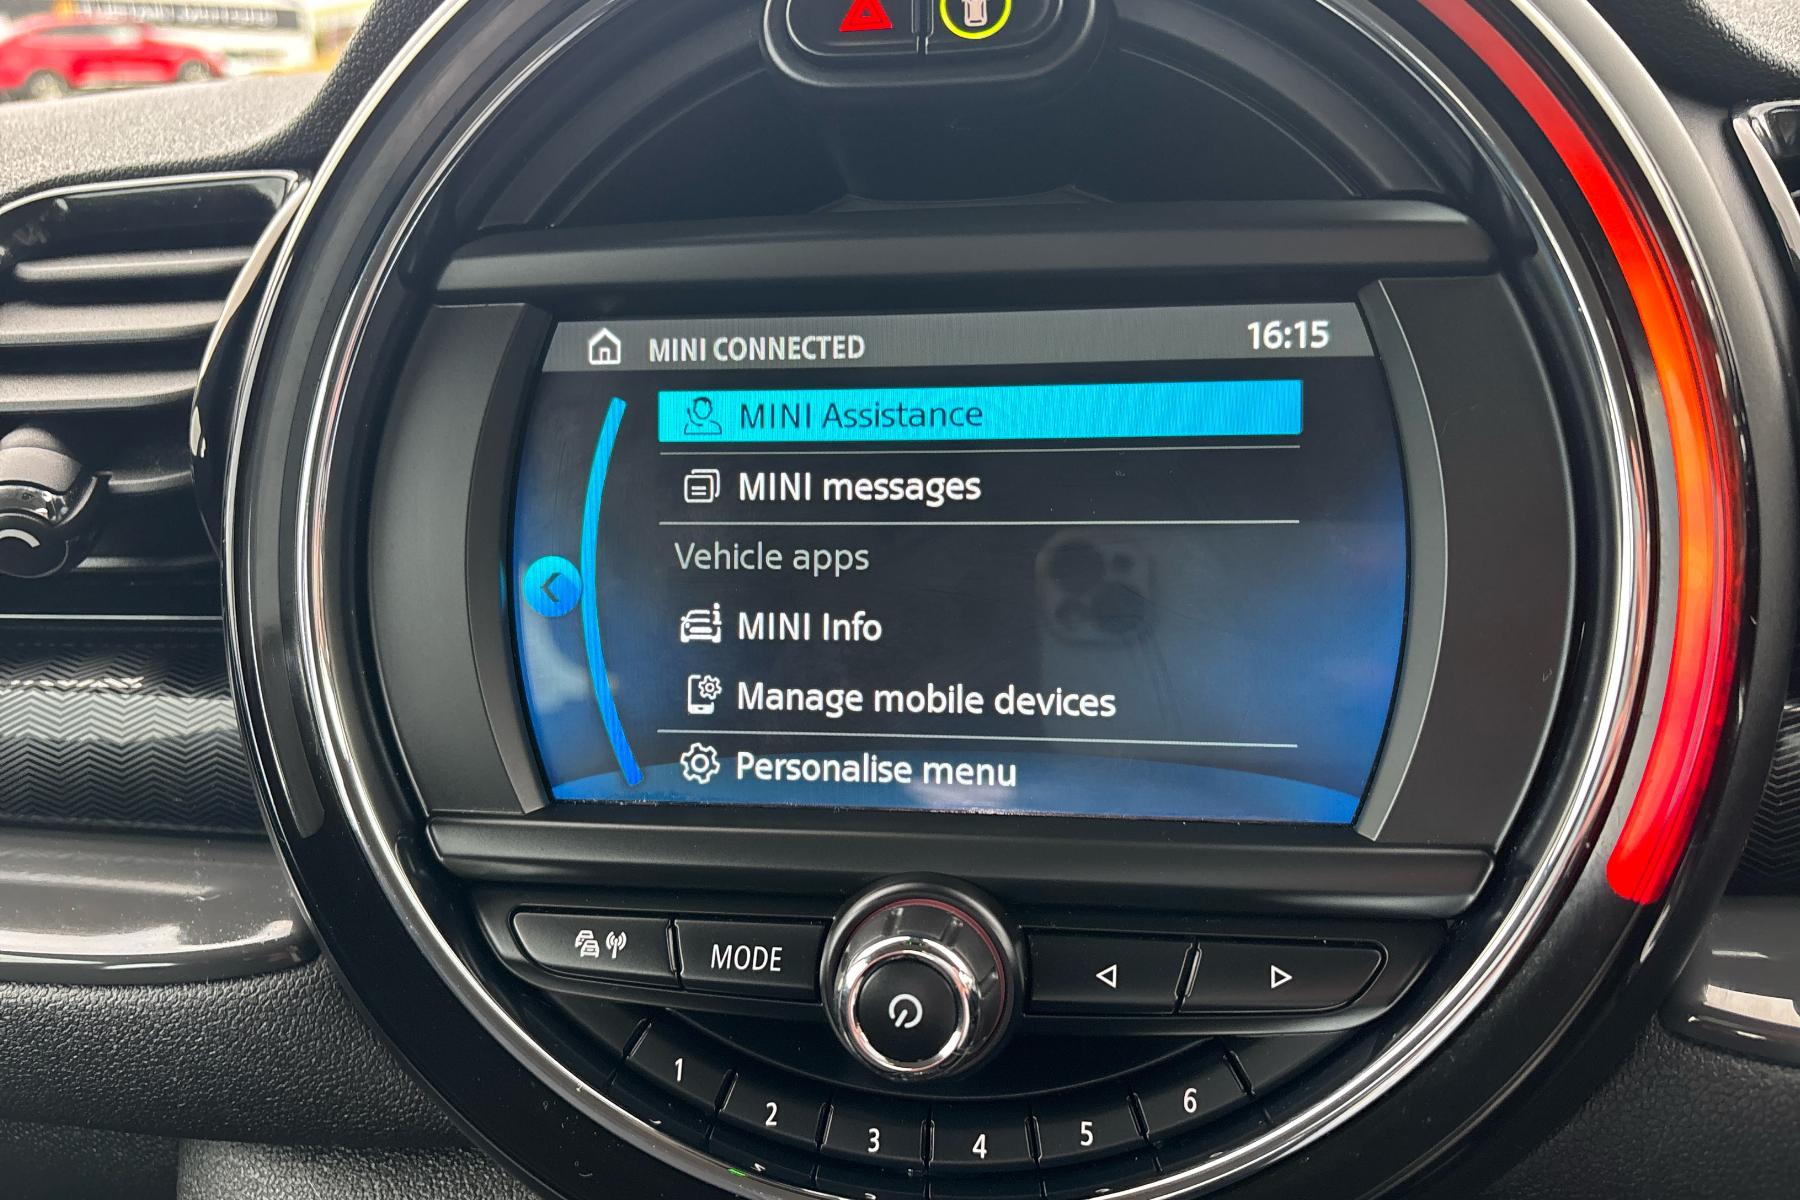 MINI CONNECTED 16:15
MINI Assistance
MINI messages
Vehicle apps
MINI Info
Manage mobile devices
Personalise menu
MODE
1 2 3 4 5 6